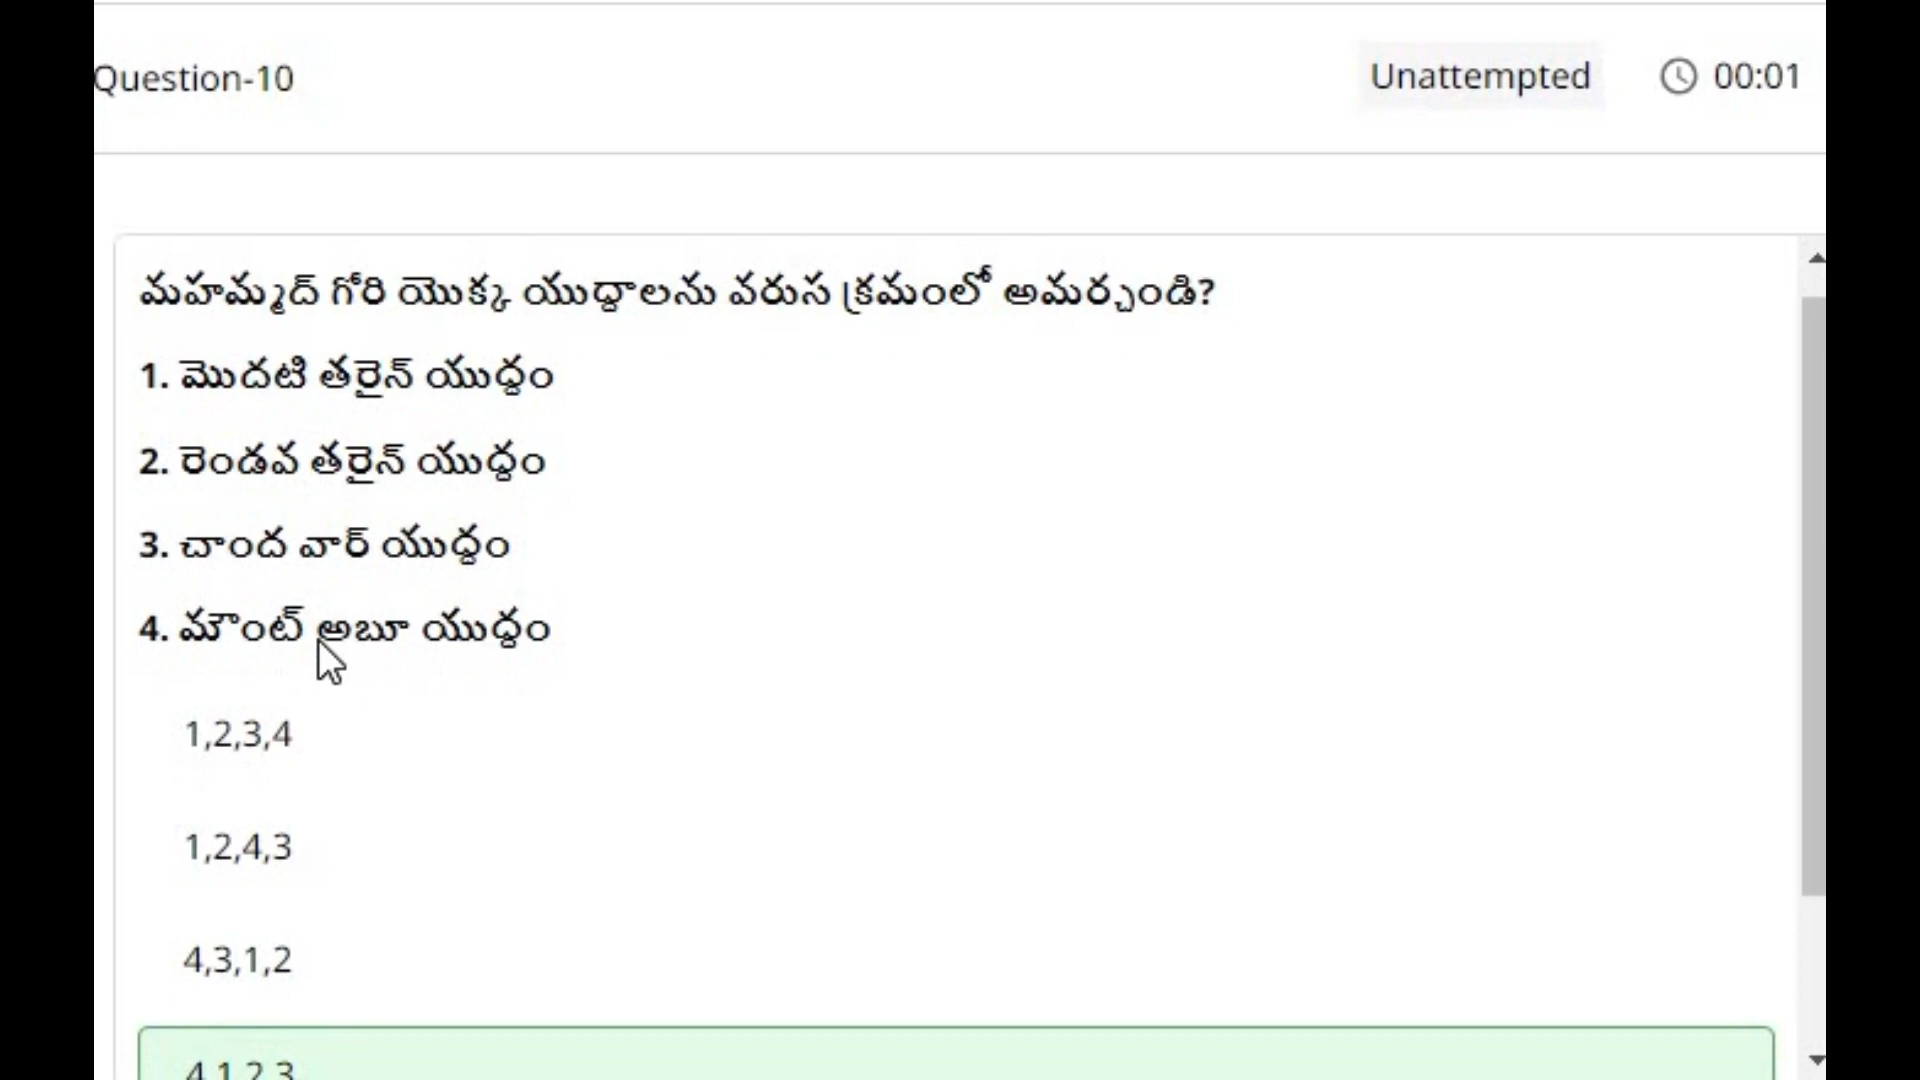 Question-10
Unattempted
00:01
మహమ్మద్ గోరి యొక్క యుద్ధాలను వరుస క్రమంలో అమర్చండి?
1. మొదటి తరైన్ యుద్ధం
2. రెండవ తరైన్ యుద్ధం
3. చాంద వార్ యుద్ధం
4. మౌంట్ అబూ యుద్ధం
1,2,3,4
1,2,4,3
4,3,1,2
4,1,2,3